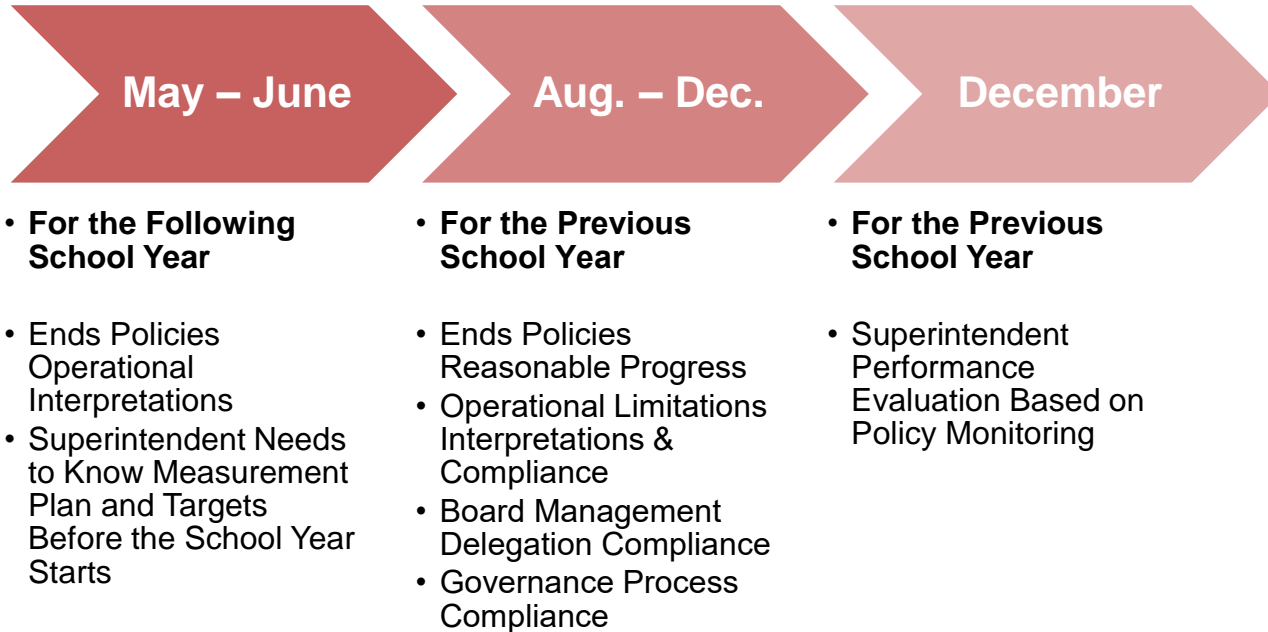 May – June
Aug. – Dec.
December
• For the Following
School Year
• Ends Policies
Operational
Interpretations
• Superintendent Needs
to Know Measurement
Plan and Targets
Before the School Year
Starts
• For the Previous
School Year
• Ends Policies
Reasonable Progress
• Operational Limitations
Interpretations &
Compliance
• Board Management
Delegation Compliance
• Governance Process
Compliance
• For the Previous
School Year
• Superintendent
Performance
Evaluation Based on
Policy Monitoring